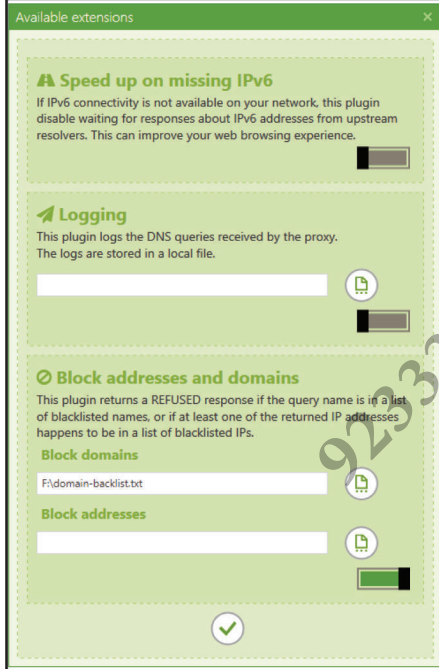 Available extensions
Speed up on missing IPv6
If IPv6 connectivity is not available on your network, this plugin
disable waiting for responses about IPv6 addresses from upstream
resolvers. This can improve your web browsing experience.
Logging
This plugin logs the DNS queries received by the proxy.
The logs are stored in a local file.
Block addresses and domains
This plugin returns a REFUSED response if the query name is in a list
of blacklisted names, or if at least one of the returned IP addresses
happens to be in a list of blacklisted IPs.
Block domains
F:\domain-backlist.txt
Block addresses